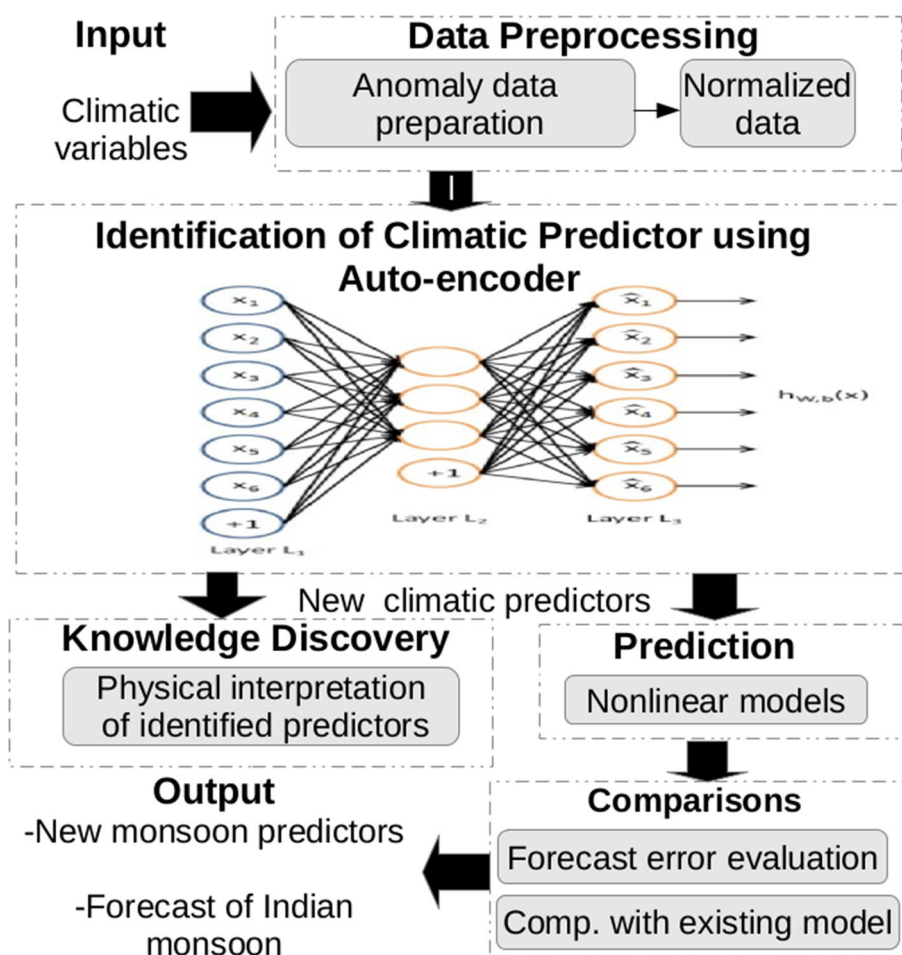 Input
Data Preprocessing
Climatic
variables
Anomaly data
preparation
Normalized
data
Identification of Climatic Predictor using
Auto-encoder
x₁
x₂
x₃
x₄
x₅
x₆
+1
Layer L₁
+1
Layer L₂
x̂₁
x̂₂
x̂₃
x̂₄
x̂₅
x̂₆
Layer L₃
h_W,b(x)
New climatic predictors
Knowledge Discovery
Physical interpretation
of identified predictors
Prediction
Nonlinear models
Comparisons
Forecast error evaluation
Comp. with existing model
Output
-New monsoon predictors
-Forecast of Indian
monsoon